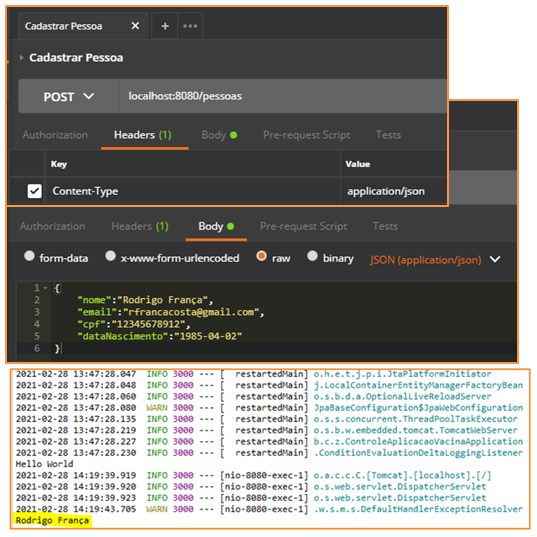 Cadastrar Pessoa
Cadastrar Pessoa
POST localhost:8080/pessoas
Authorization Headers (1) Body Pre-request Script Tests
Key Value
Content-Type application/json
Authorization Headers (1) Body Pre-request Script Tests
form-data x-www-form-urlencoded raw binary JSON (application/json)
1 {
2 "nome":"Rodrigo França",
3 "email":"rfrancacosta@gmail.com",
4 "cpf":"12345678912",
5 "dataNascimento":"1985-04-02"
6 }
2021-02-28 13:47:28.047 INFO 3000 --- [ restartedMain] o.h.e.t.j.p.i.JtaPlatformInitiator
2021-02-28 13:47:28.048 INFO 3000 --- [ restartedMain] j.LocalContainerEntityManagerFactoryBean
2021-02-28 13:47:28.060 INFO 3000 --- [ restartedMain] o.s.b.d.a.OptionalLiveReloadServer
2021-02-28 13:47:28.080 WARN 3000 --- [ restartedMain] JpaBaseConfiguration$JpaWebConfiguration
2021-02-28 13:47:28.135 INFO 3000 --- [ restartedMain] o.s.s.concurrent.ThreadPoolTaskExecutor
2021-02-28 13:47:28.219 INFO 3000 --- [ restartedMain] o.s.b.w.embedded.tomcat.TomcatWebServer
2021-02-28 13:47:28.227 INFO 3000 --- [ restartedMain] b.c.z.ControleAplicacaoVacinaApplication
2021-02-28 13:47:28.230 INFO 3000 --- [ restartedMain] .ConditionEvaluationDeltaLoggingListener
Hello World
2021-02-28 14:19:39.919 INFO 3000 --- [nio-8080-exec-1] o.a.c.c.C.[Tomcat].[localhost].[/]
2021-02-28 14:19:39.920 INFO 3000 --- [nio-8080-exec-1] o.s.web.servlet.DispatcherServlet
2021-02-28 14:19:39.923 INFO 3000 --- [nio-8080-exec-1] o.s.web.servlet.DispatcherServlet
2021-02-28 14:19:43.705 WARN 3000 --- [nio-8080-exec-1] .w.s.m.s.DefaultHandlerExceptionResolver
Rodrigo França